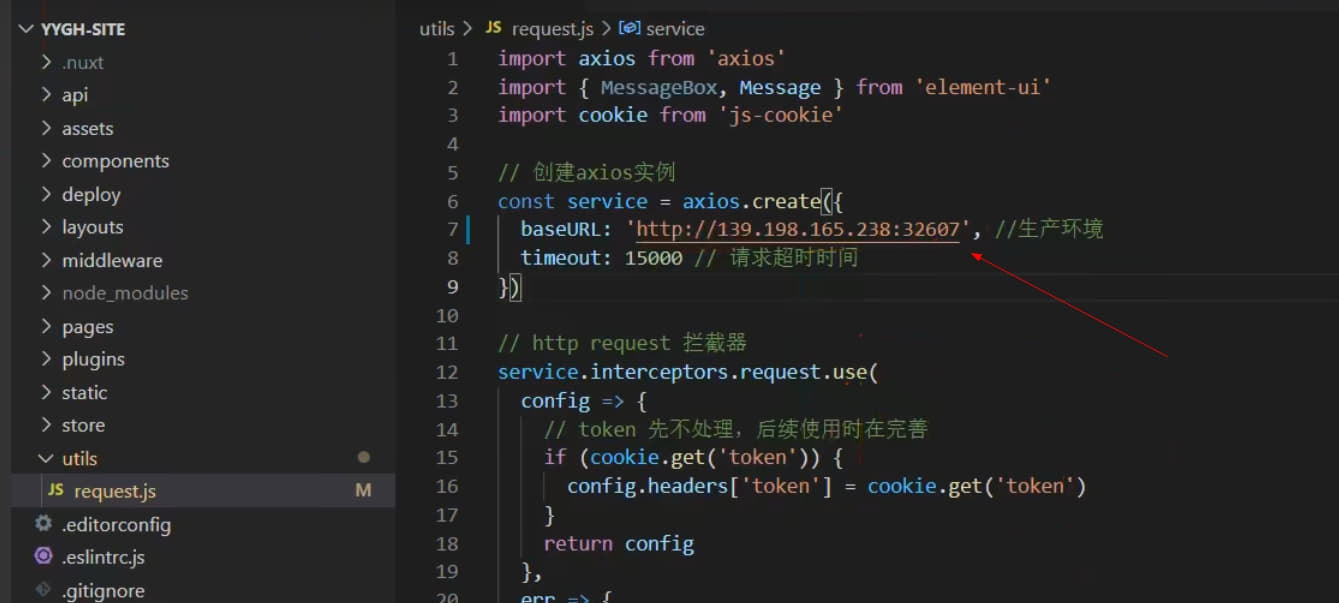 YYGH-SITE
.nuxt
api
assets
components
deploy
layouts
middleware
node_modules
pages
plugins
static
store
utils
JS request.js M
.editorconfig
.eslintrc.js
.gitignore
utils > JS request.js > service
1 import axios from 'axios'
2 import { MessageBox, Message } from 'element-ui'
3 import cookie from 'js-cookie'
4
5 // 创建axios实例
6 const service = axios.create({
7 baseURL: 'http://139.198.165.238:32607', //生产环境
8 timeout: 15000 // 请求超时时间
9 })
10
11 // http request 拦截器
12 service.interceptors.request.use(
13 config => {
14 // token 先不处理，后续使用时在完善
15 if (cookie.get('token')) {
16 config.headers['token'] = cookie.get('token')
17 }
18 return config
19 },
20 err => {